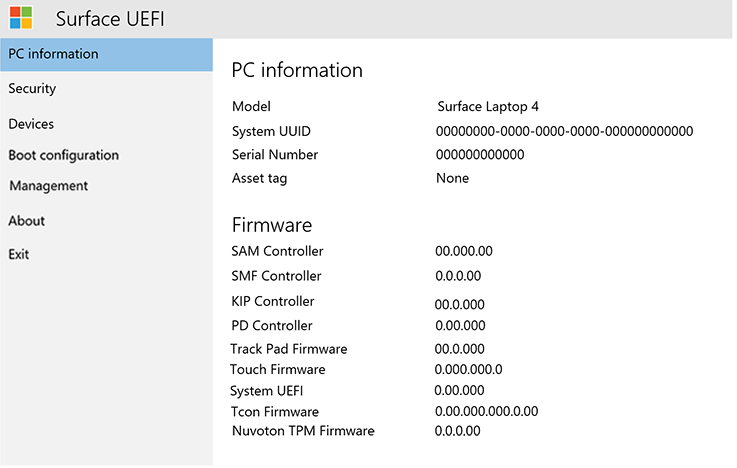 Surface UEFI
PC information
Security
Devices
Boot configuration
Management
About
Exit
PC information
Model Surface Laptop 4
System UUID 00000000-0000-0000-0000-000000000000
Serial Number 000000000000
Asset tag None
Firmware
SAM Controller 00.000.00
SMF Controller 0.0.0.00
KIP Controller 00.0.000
PD Controller 0.00.000
Track Pad Firmware 00.0.000
Touch Firmware 0.000.000.0
System UEFI 0.00.000
Tcon Firmware 0.00.000.000.0.00
Nuvoton TPM Firmware 0.0.0.00